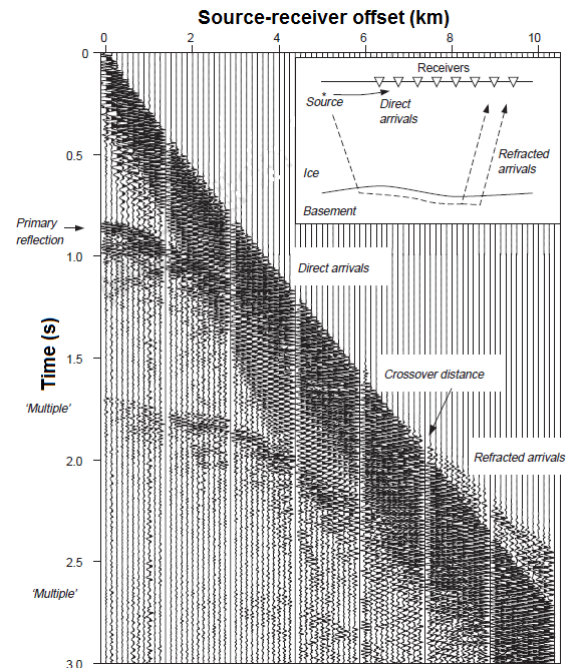 Source-receiver offset (km)
0 2 4 6 8 10
0
0.5
1.0
1.5
2.0
2.5
3.0
Time (s)
Receivers
Source
*
Direct
arrivals
Refracted
arrivals
Ice
Basement
Primary
reflection
Direct arrivals
Crossover distance
'Multiple'
Refracted arrivals
'Multiple'